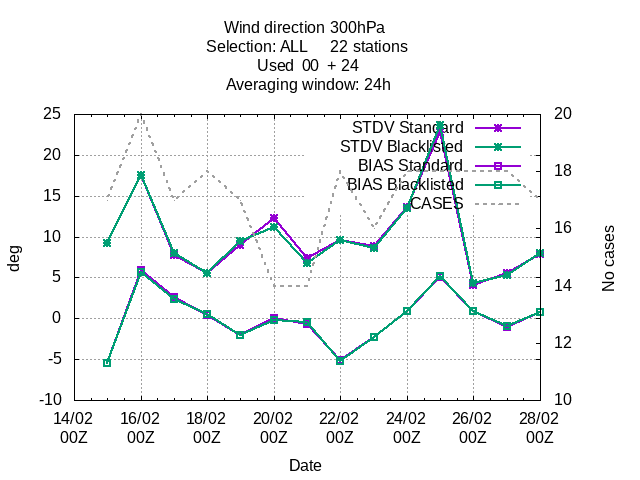 Wind direction 300hPa
Selection: ALL 22 stations
Used 00 + 24
Averaging window: 24h
STDV Standard
STDV Blacklisted
BIAS Standard
BIAS Blacklisted
CASES
25
20
15
10
5
0
-5
-10
deg
20
18
16
14
12
10
No cases
14/02 16/02 18/02 20/02 22/02 24/02 26/02 28/02
00Z 00Z 00Z 00Z 00Z 00Z 00Z 00Z
Date